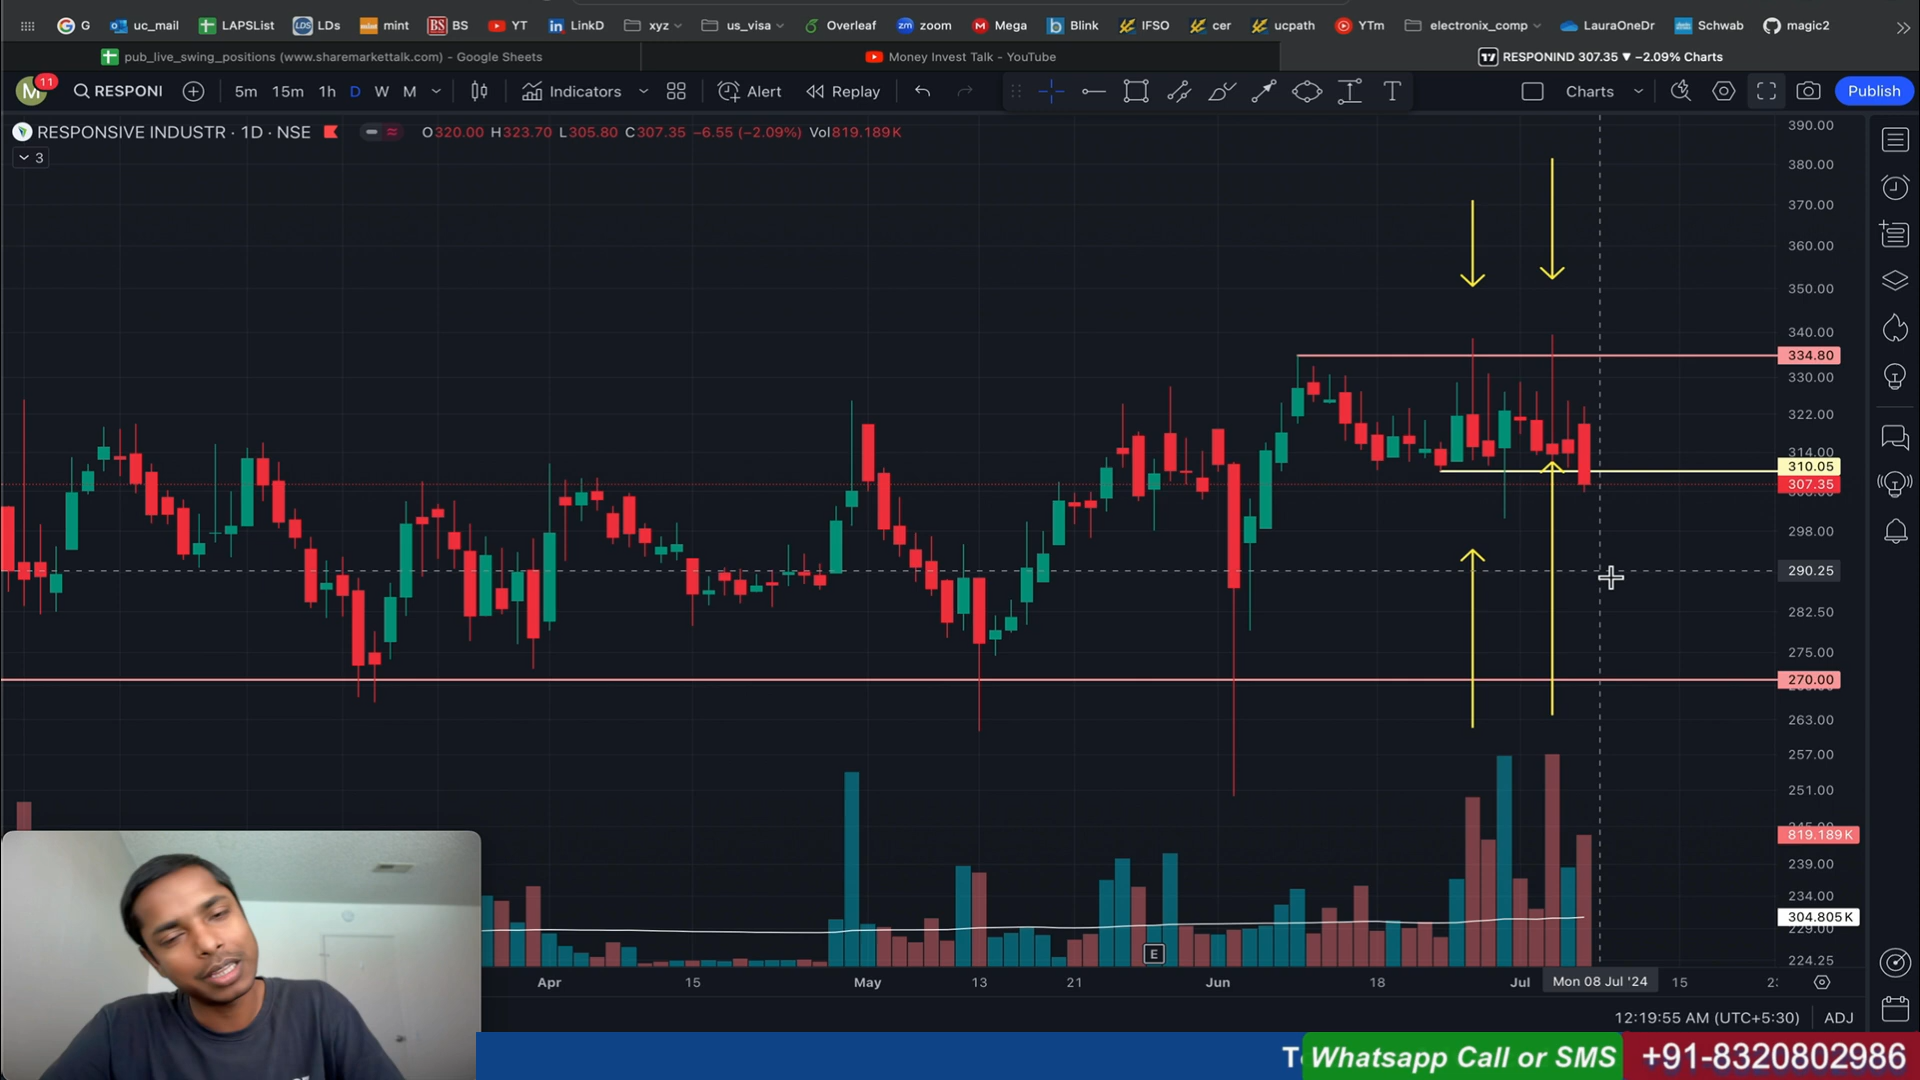 G uc_mail LAPSList LDs mint BS BS YT LinkD xyz us_visa Overleaf zoom Mega Blink IFSO cer ucpath YTm electronix_comp LauraOneDr Schwab magic2
pub_live_swing_positions (www.sharemarkettalk.com) - Google Sheets
Money Invest Talk - YouTube
RESPONIND 307.35 ▼ −2.09% Charts
M 11 RESPONI 5m 15m 1h D W M Indicators Alert Replay T Charts Publish
RESPONSIVE INDUSTR · 1D · NSE O320.00 H323.70 L305.80 C307.35 −6.55 (−2.09%) Vol819.189K
3
390.00
380.00
370.00
360.00
350.00
340.00
334.80
330.00
322.00
314.00
310.05
307.35
298.00
290.25
282.50
275.00
270.00
263.00
257.00
251.00
819.189K
239.00
234.00
304.805K
229.00
224.25
E
Apr 15 May 13 21 Jun 18 Jul Mon 08 Jul '24 15
12:19:55 AM (UTC+5:30) ADJ
Whatsapp Call or SMS +91-8320802986